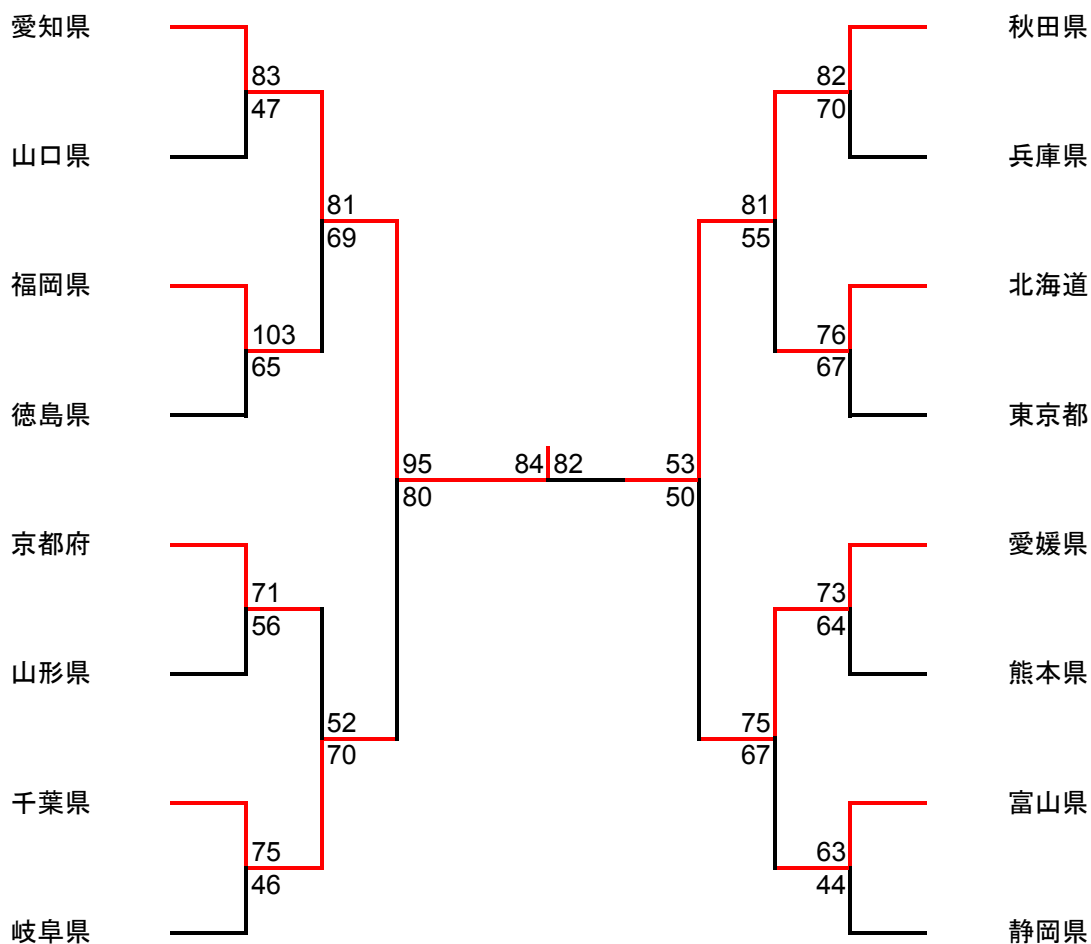 愛知県 秋田県
83 82
47 70
山口県 兵庫県
81 81
69 55
福岡県 北海道
103 76
65 67
徳島県 東京都
95 84 82 53
80 50
京都府 愛媛県
71 73
56 64
山形県 熊本県
52 75
70 67
千葉県 富山県
75 63
46 44
岐阜県 静岡県